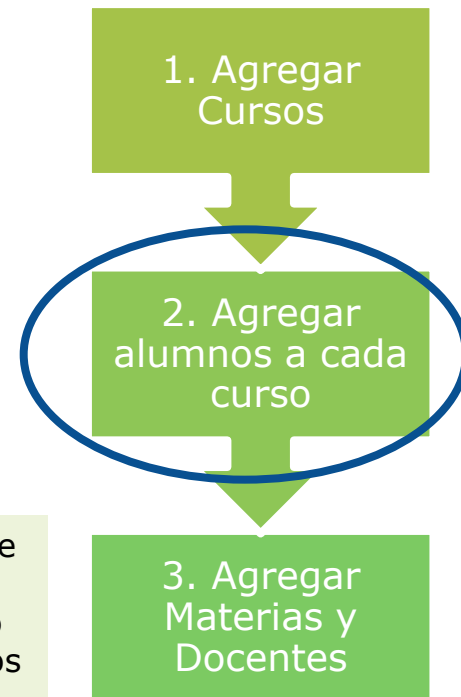 1. Agregar
Cursos
2. Agregar
alumnos a cada
curso
3. Agregar
Materias y
Docentes